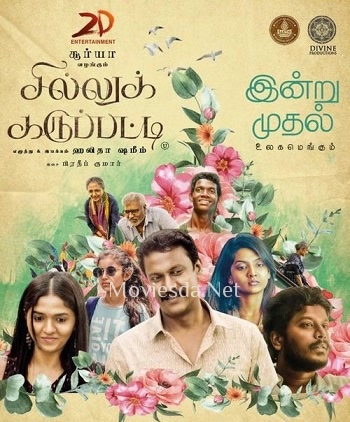 2D
ENTERTAINMENT
DIVINE
PRODUCTIONS
சூர்யா
வழங்கும்
சில்லுக்
கருப்பட்டி
எழுத்து & இயக்கம் ஹலிதா ஷமீம்
இசை பிரதீப் குமார்
இன்று
முதல்
உலகமெங்கும்
Moviesda.Net